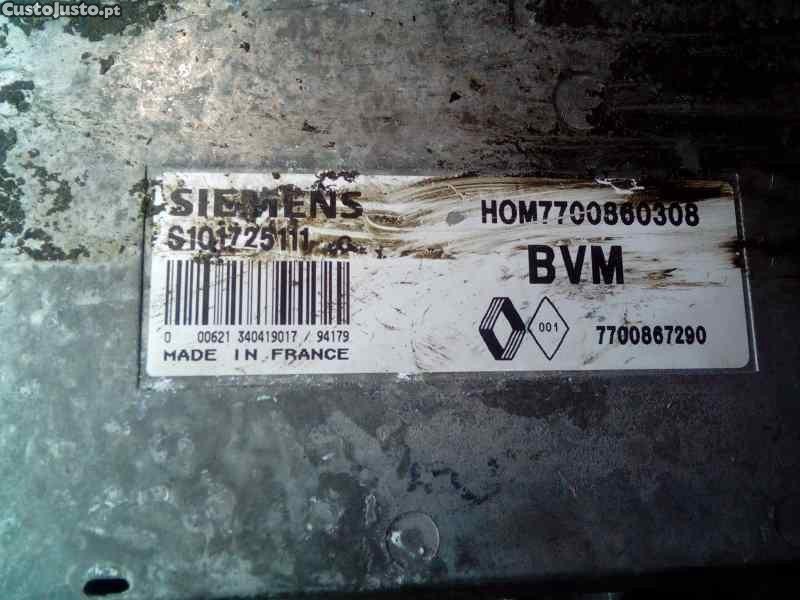 CustoJusto.pt
SIEMENS
S101725111
HOM7700860308
BVM
0 00621 340419017 / 94179
MADE IN FRANCE
001
7700867290